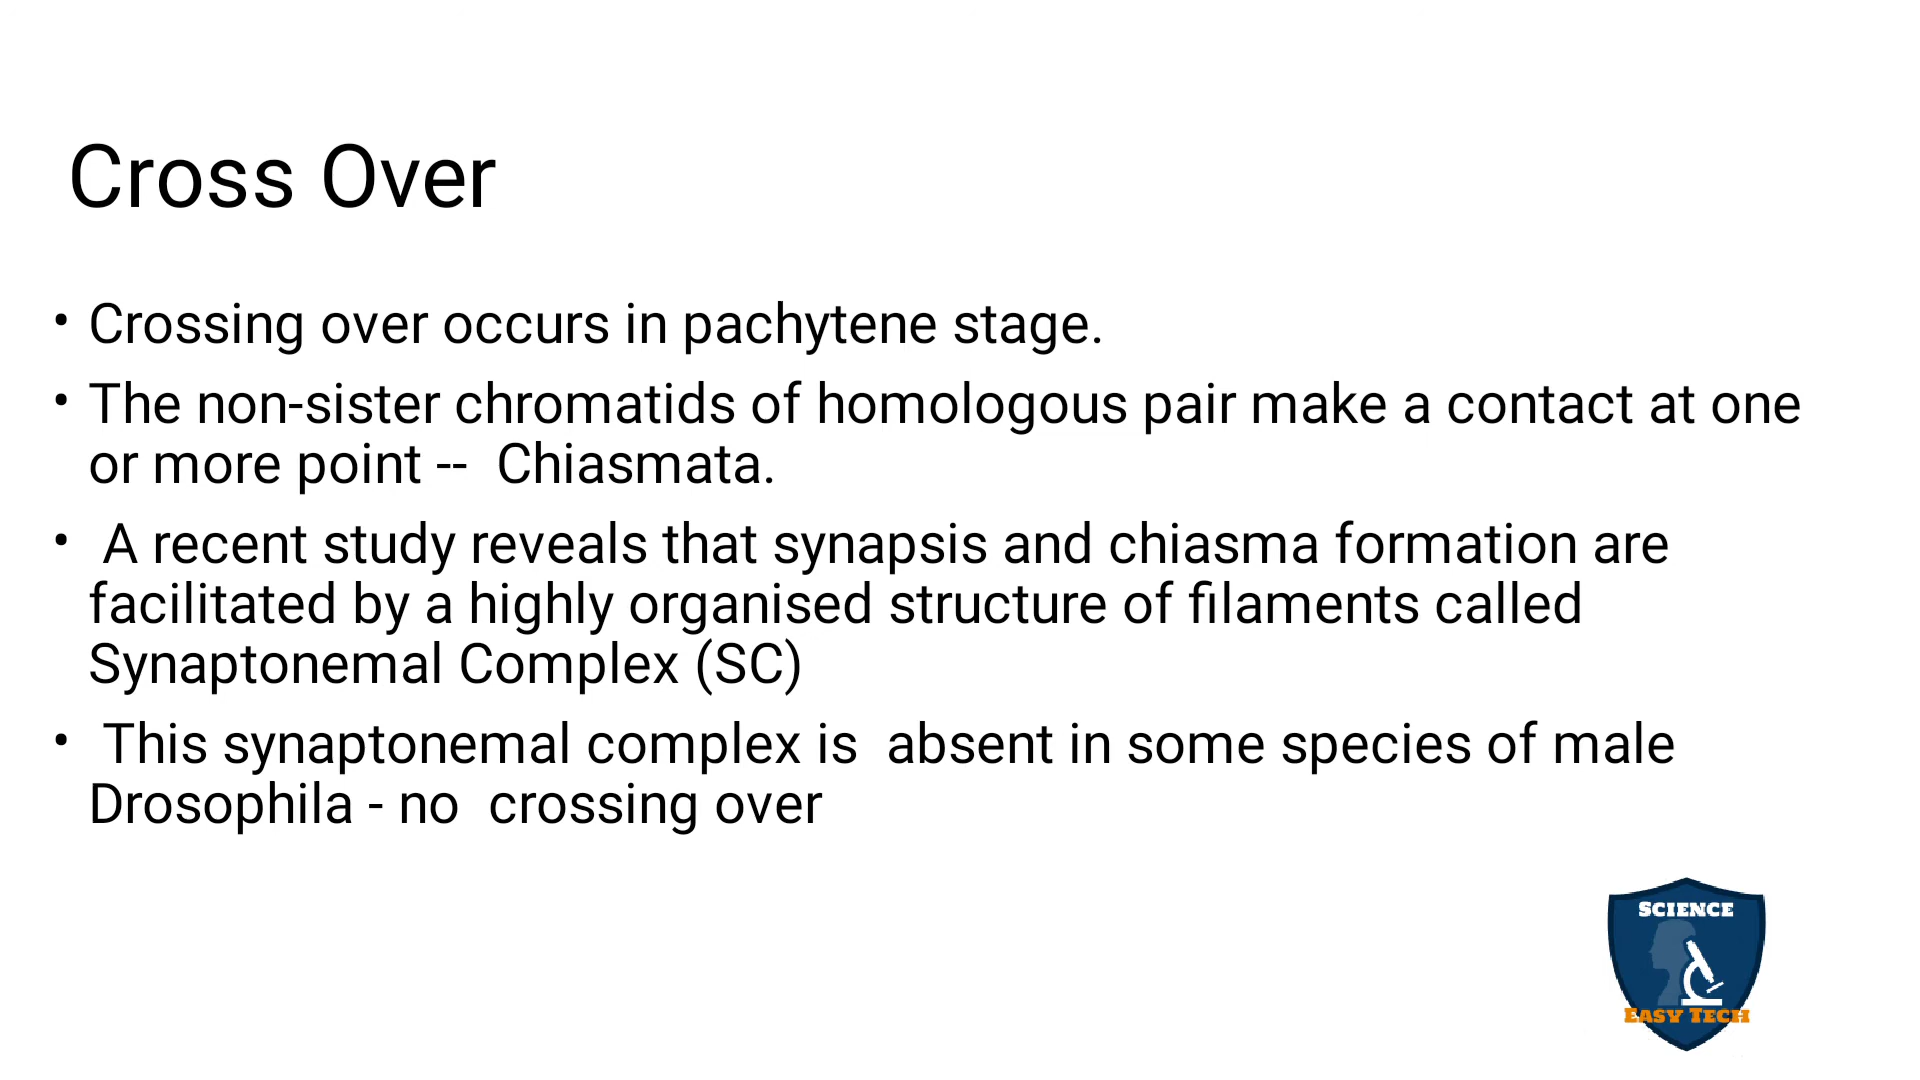 Cross Over
• Crossing over occurs in pachytene stage.
• The non-sister chromatids of homologous pair make a contact at one
or more point --  Chiasmata.
•  A recent study reveals that synapsis and chiasma formation are
facilitated by a highly organised structure of filaments called
Synaptonemal Complex (SC)
•  This synaptonemal complex is  absent in some species of male
Drosophila - no  crossing over
SCIENCE
EASY TECH